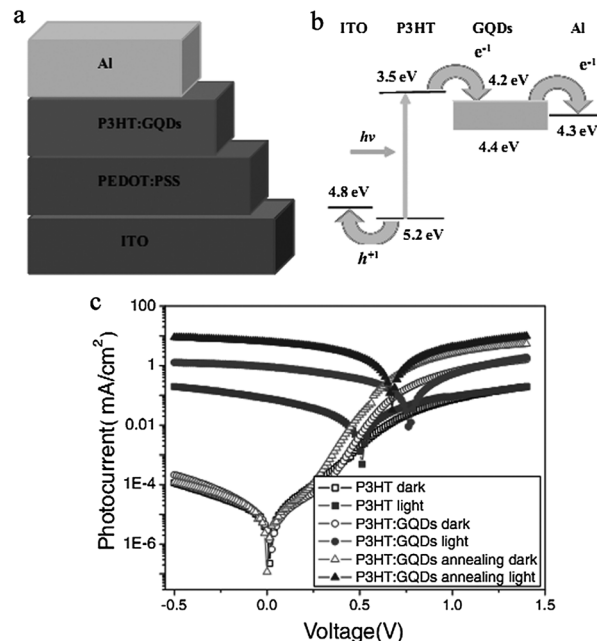 a
Al
P3HT:GQDs
PEDOT:PSS
ITO
b
ITO P3HT GQDs Al
e-1 e-1
3.5 eV 4.2 eV
hν
4.4 eV 4.3 eV
4.8 eV
5.2 eV
h+1
c
Photocurrent( mA/cm²)
100
1
0.01
1E-4
1E-6
P3HT dark
P3HT light
P3HT:GQDs dark
P3HT:GQDs light
P3HT:GQDs annealing dark
P3HT:GQDs annealing light
-0.5 0.0 0.5 1.0 1.5
Voltage(V)